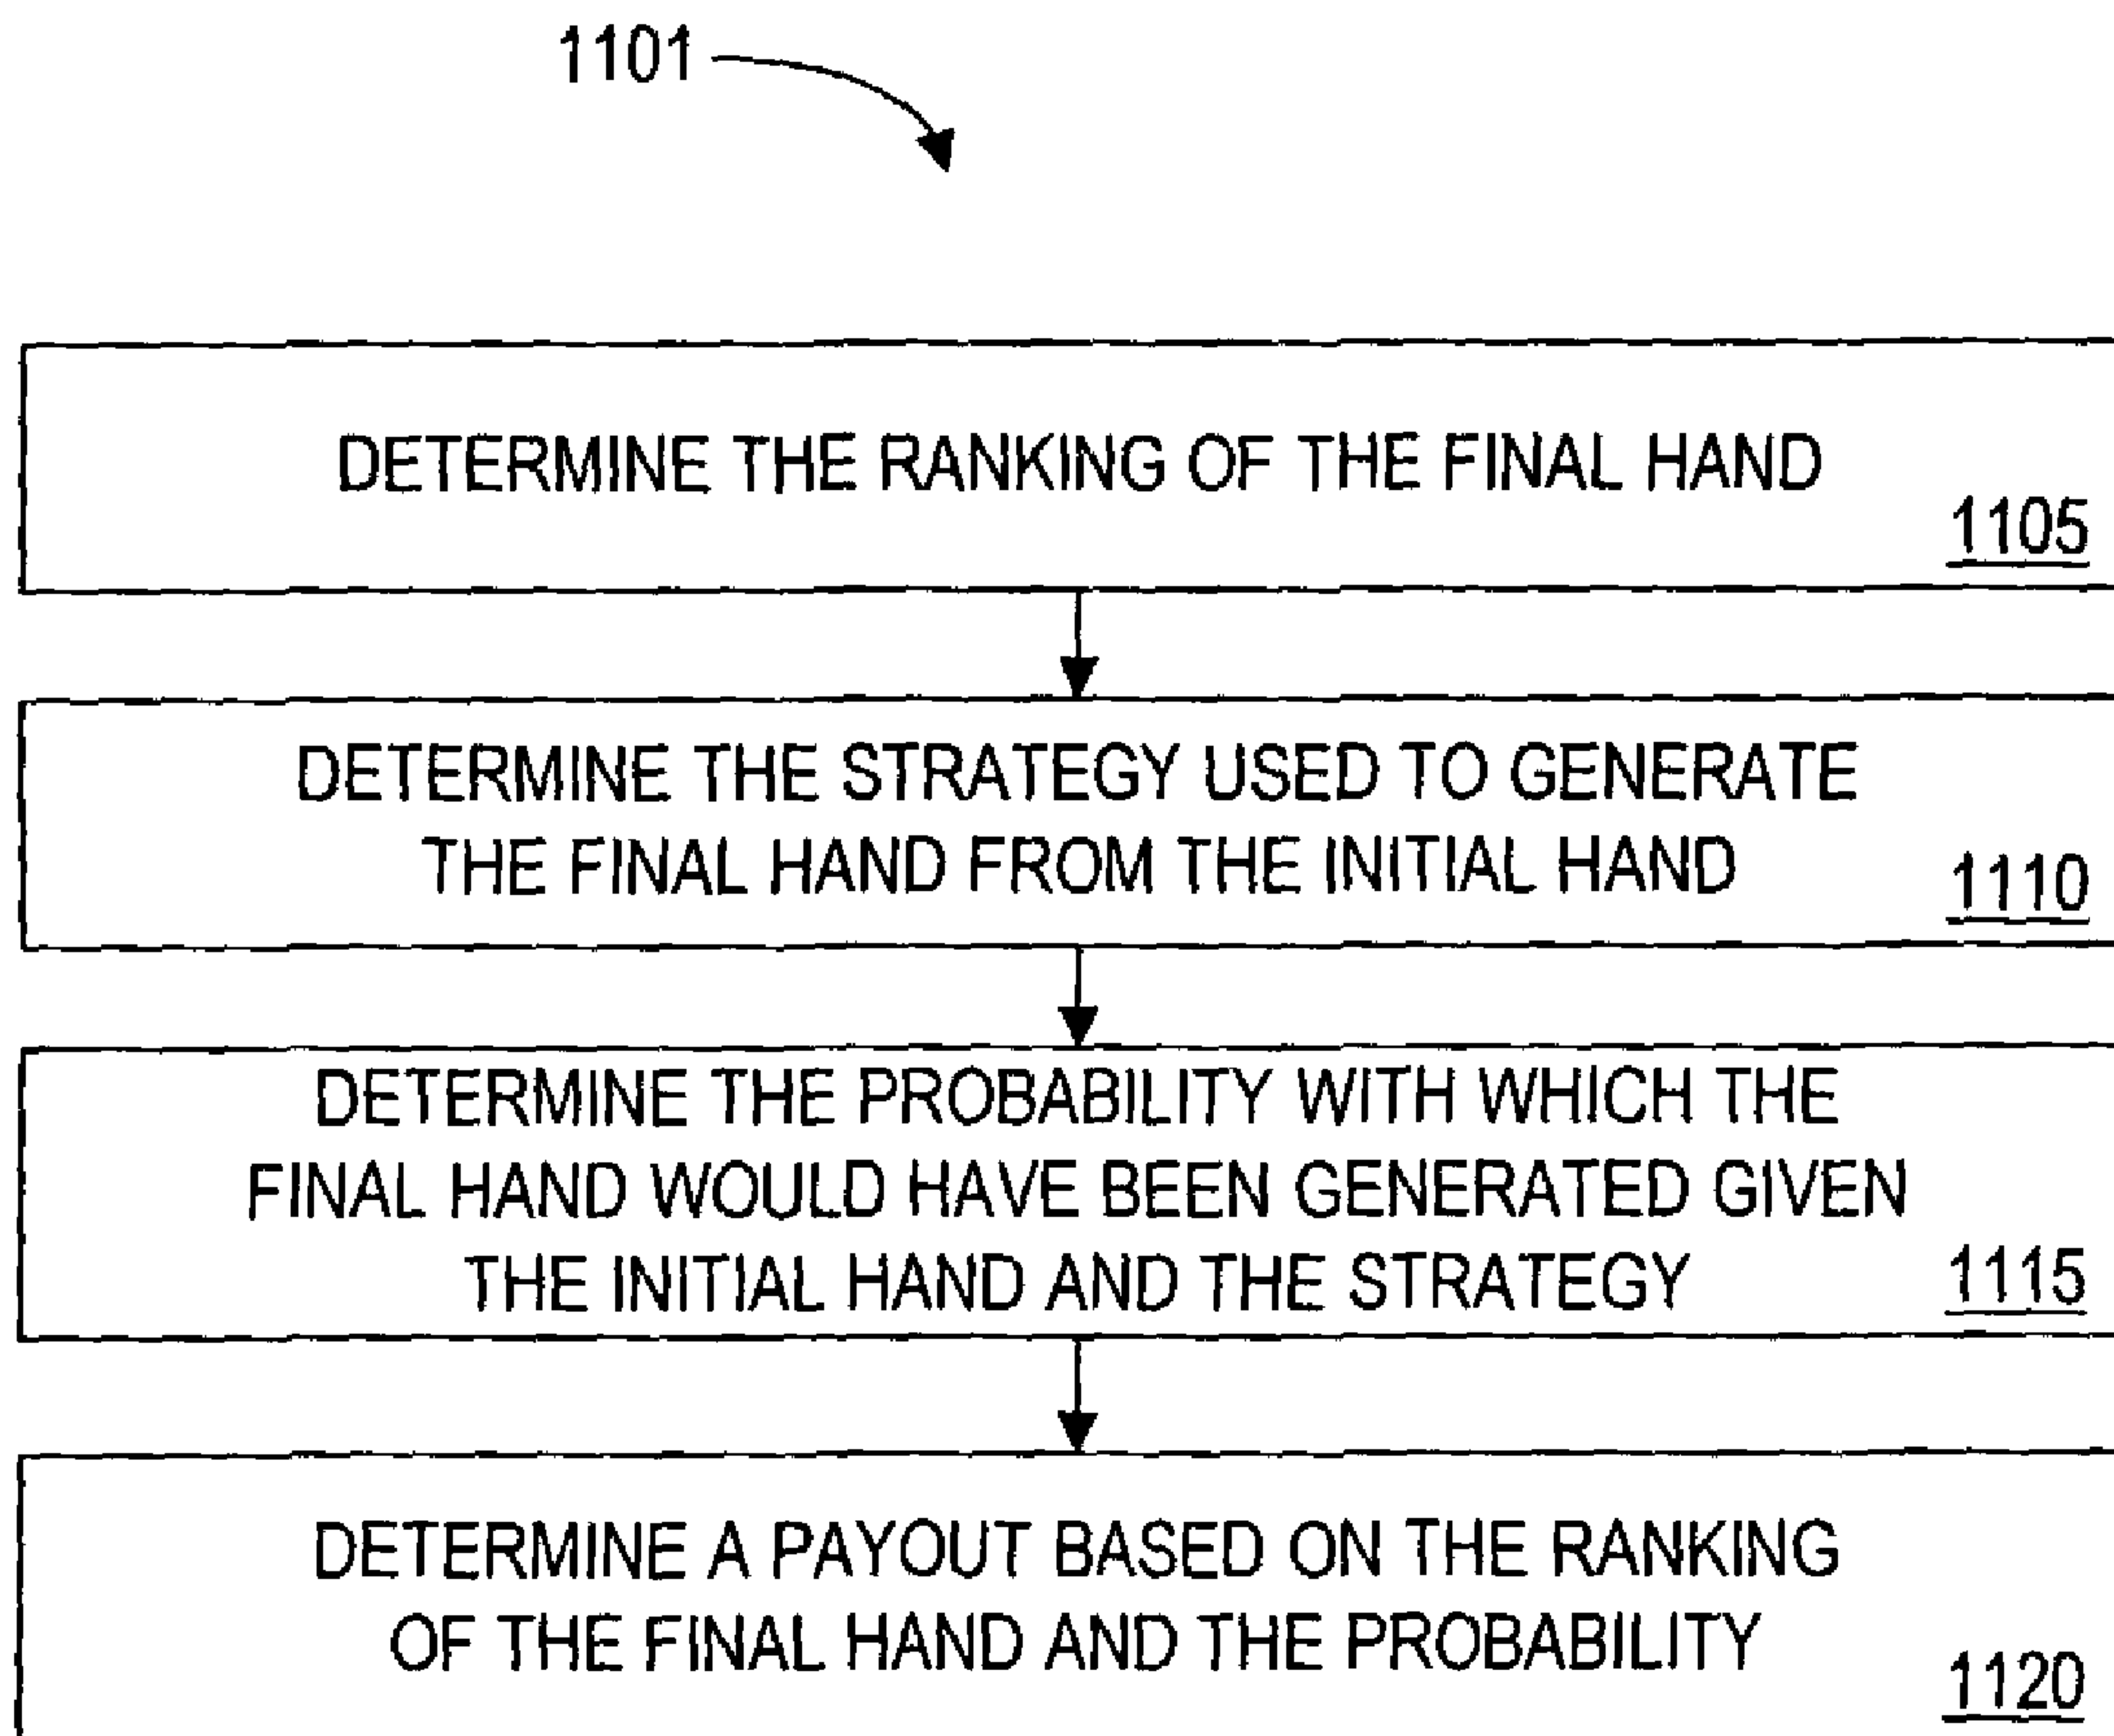 1101
DETERMINE THE RANKING OF THE FINAL HAND
1105
DETERMINE THE STRATEGY USED TO GENERATE
THE FINAL HAND FROM THE INITIAL HAND
1110
DETERMINE THE PROBABILITY WITH WHICH THE
FINAL HAND WOULD HAVE BEEN GENERATED GIVEN
THE INITIAL HAND AND THE STRATEGY
1115
DETERMINE A PAYOUT BASED ON THE RANKING
OF THE FINAL HAND AND THE PROBABILITY
1120